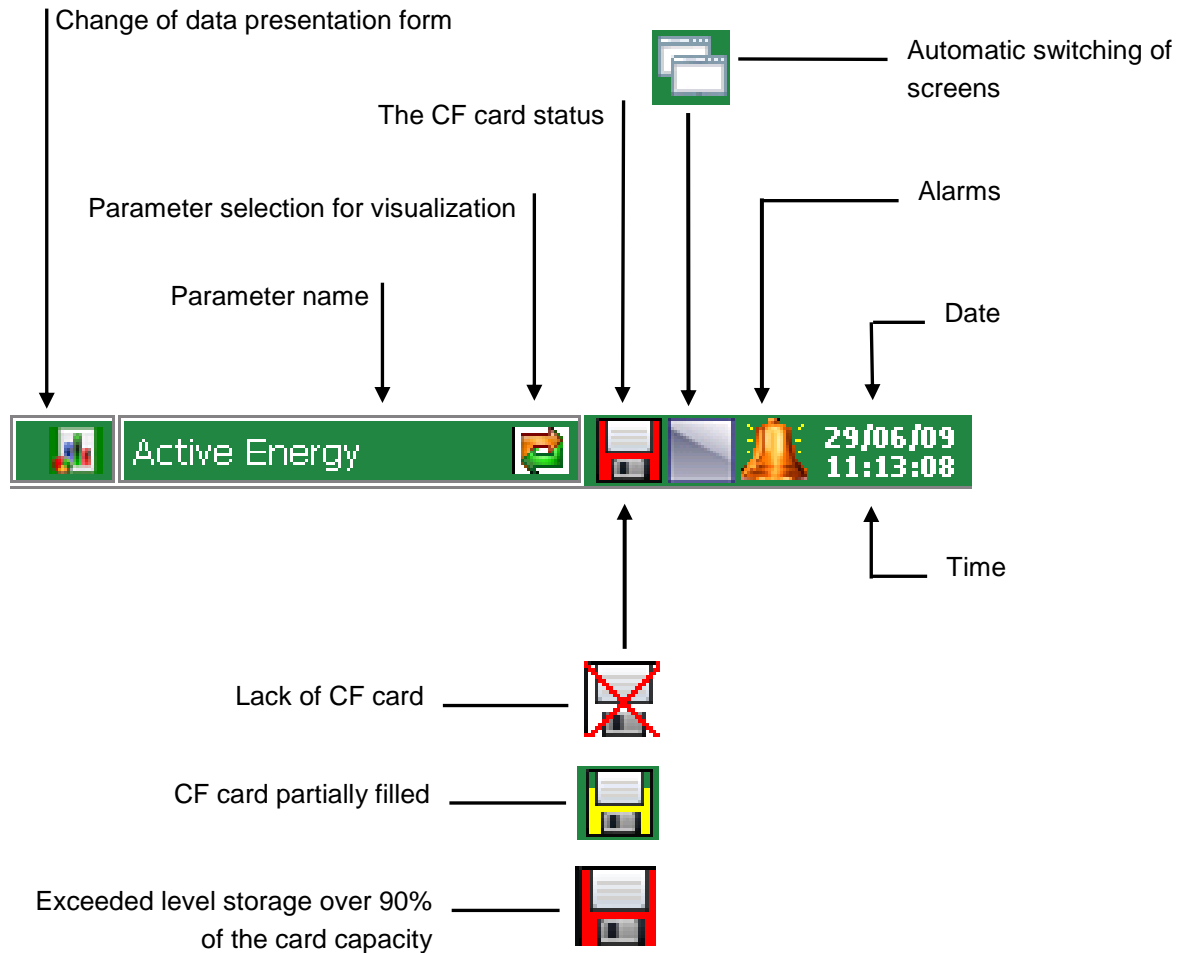 Change of data presentation form
Automatic switching of
screens
The CF card status
Alarms
Parameter selection for visualization
Parameter name
Date
Active Energy
29/06/09
11:13:08
Time
Lack of CF card
CF card partially filled
Exceeded level storage over 90%
of the card capacity